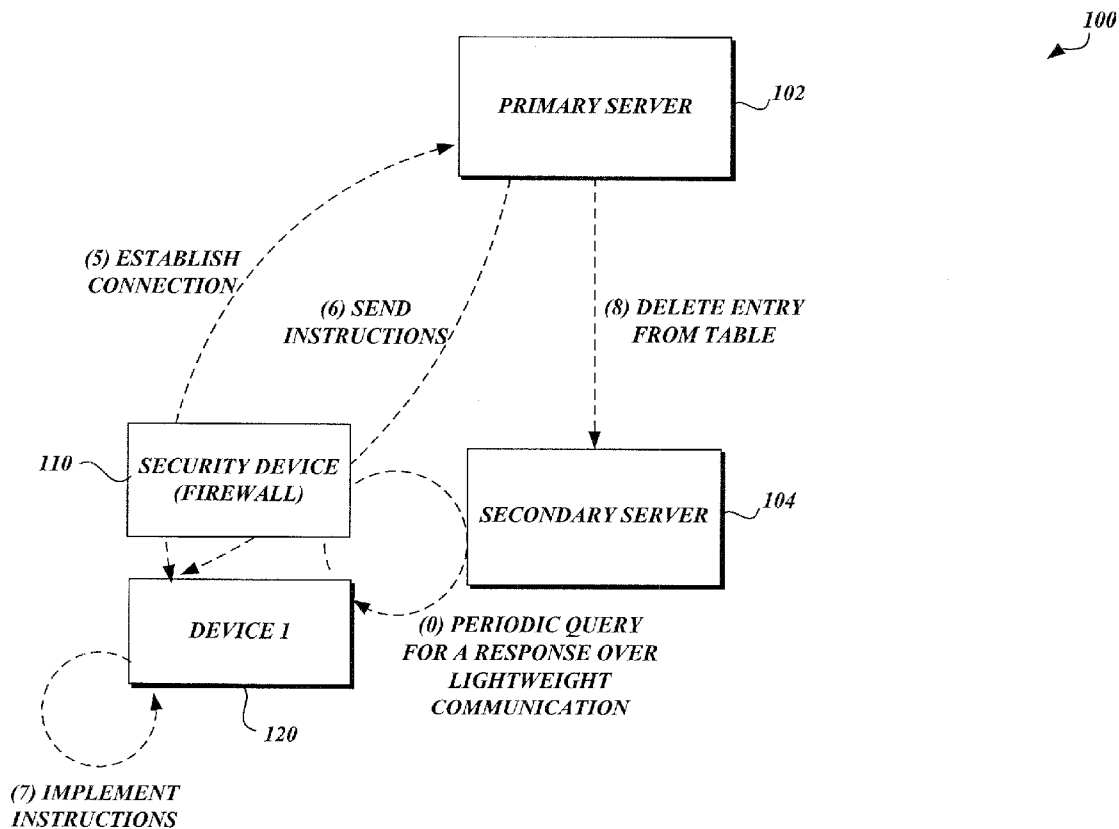 100
PRIMARY SERVER
102
(5) ESTABLISH
CONNECTION
(6) SEND
INSTRUCTIONS
(8) DELETE ENTRY
FROM TABLE
110
SECURITY DEVICE
(FIREWALL)
SECONDARY SERVER
104
DEVICE 1
120
(0) PERIODIC QUERY
FOR A RESPONSE OVER
LIGHTWEIGHT
COMMUNICATION
(7) IMPLEMENT
INSTRUCTIONS